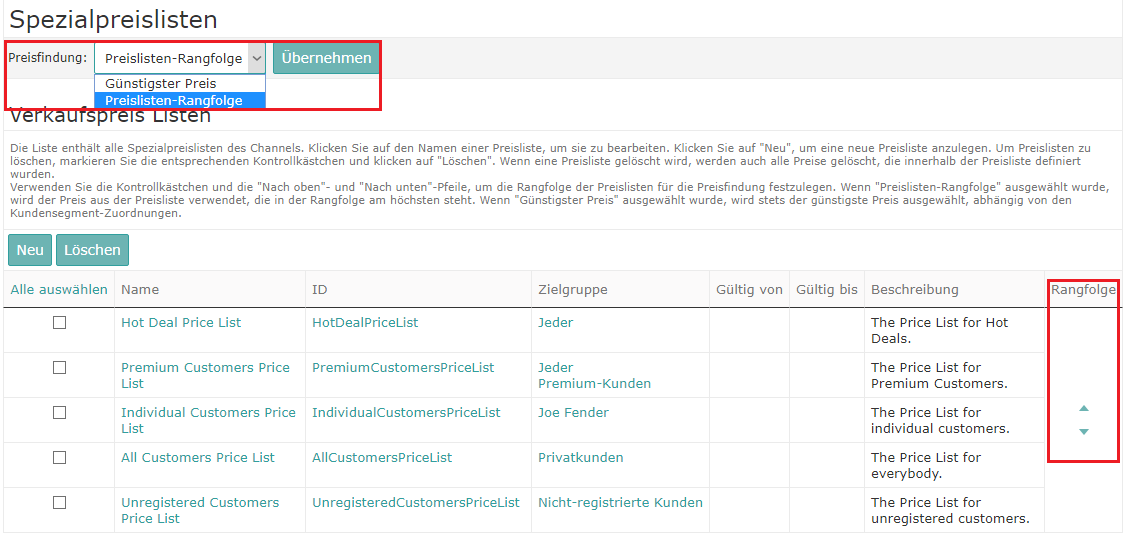 Spezialpreislisten
Preisfindung: Preislisten-Rangfolge Übernehmen
Günstigster Preis
Preislisten-Rangfolge
Verkaufspreis Listen
Die Liste enthält alle Spezialpreislisten des Channels. Klicken Sie auf den Namen einer Preisliste, um sie zu bearbeiten. Klicken Sie auf "Neu", um eine neue Preisliste anzulegen. Um Preislisten zu
löschen, markieren Sie die entsprechenden Kontrollkästchen und klicken auf "Löschen". Wenn eine Preisliste gelöscht wird, werden auch alle Preise gelöscht, die innerhalb der Preisliste definiert
wurden.
Verwenden Sie die Kontrollkästchen und die "Nach oben"- und "Nach unten"-Pfeile, um die Rangfolge der Preislisten für die Preisfindung festzulegen. Wenn "Preislisten-Rangfolge" ausgewählt wurde,
wird der Preis aus der Preisliste verwendet, die in der Rangfolge am höchsten steht. Wenn "Günstigster Preis" ausgewählt wurde, wird stets der günstigste Preis ausgewählt, abhängig von den
Kundensegment-Zuordnungen.
Neu Löschen
Alle auswählen Name ID Zielgruppe Gültig von Gültig bis Beschreibung Rangfolge
Hot Deal Price List HotDealPriceList Jeder The Price List for Hot
Deals.
Premium Customers Price PremiumCustomersPriceList Jeder The Price List for
List Premium-Kunden Premium Customers.
Individual Customers Price IndividualCustomersPriceList Joe Fender The Price List for
List individual customers.
All Customers Price List AllCustomersPriceList Privatkunden The Price List for
everybody.
Unregistered Customers UnregisteredCustomersPriceList Nicht-registrierte Kunden The Price List for
Price List unregistered customers.